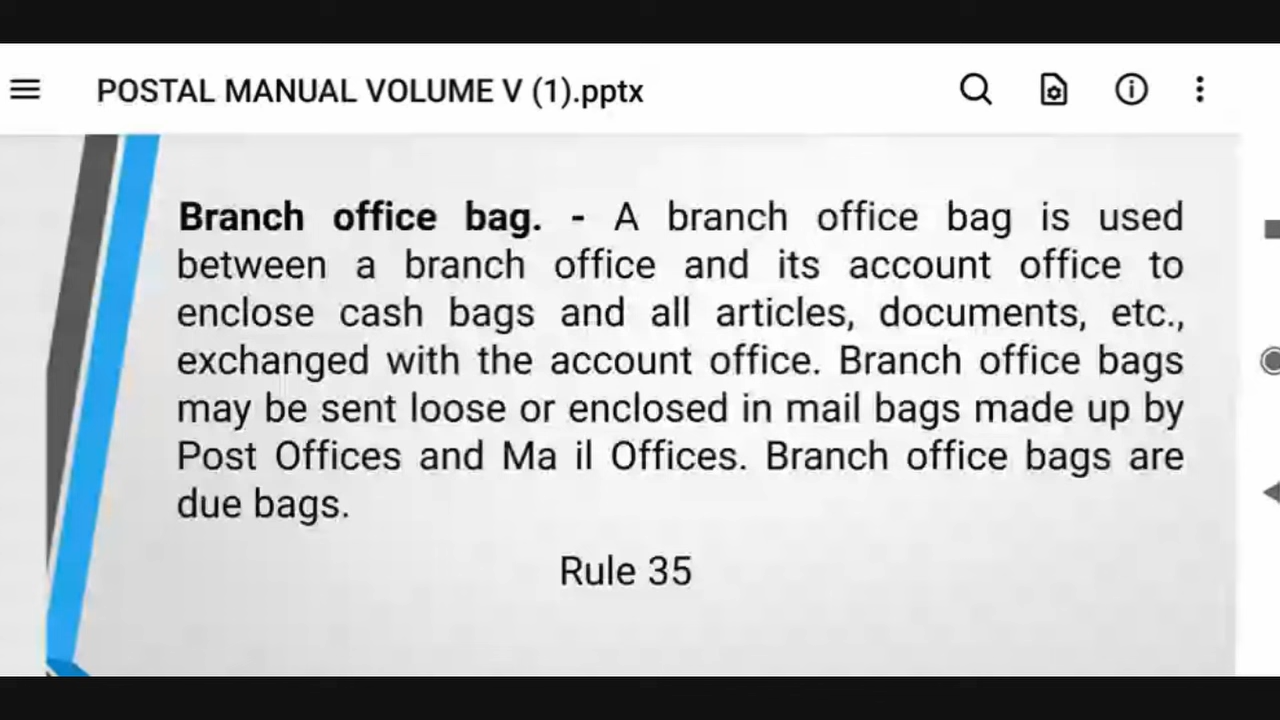 POSTAL MANUAL VOLUME V (1).pptx
Branch office bag. - A branch office bag is used
between a branch office and its account office to
enclose cash bags and all articles, documents, etc.,
exchanged with the account office. Branch office bags
may be sent loose or enclosed in mail bags made up by
Post Offices and Ma il Offices. Branch office bags are
due bags.
Rule 35